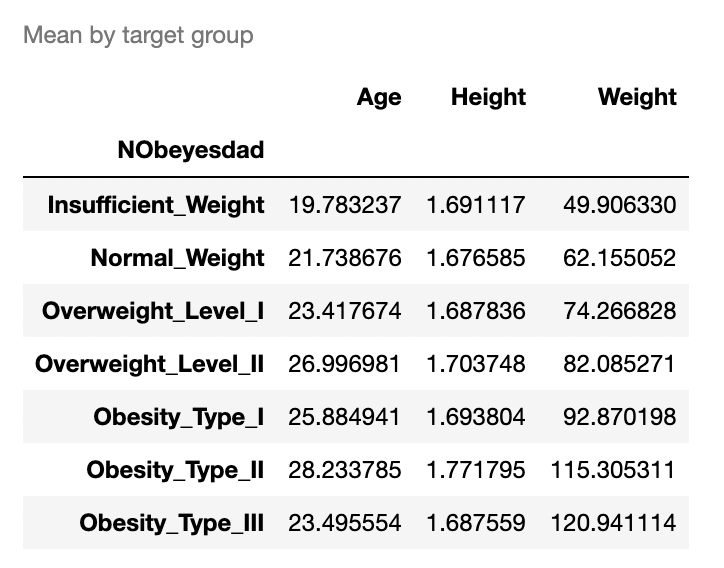 Mean by target group
Age Height Weight
NObeyesdad
Insufficient_Weight 19.783237 1.691117 49.906330
Normal_Weight 21.738676 1.676585 62.155052
Overweight_Level_I 23.417674 1.687836 74.266828
Overweight_Level_II 26.996981 1.703748 82.085271
Obesity_Type_I 25.884941 1.693804 92.870198
Obesity_Type_II 28.233785 1.771795 115.305311
Obesity_Type_III 23.495554 1.687559 120.941114